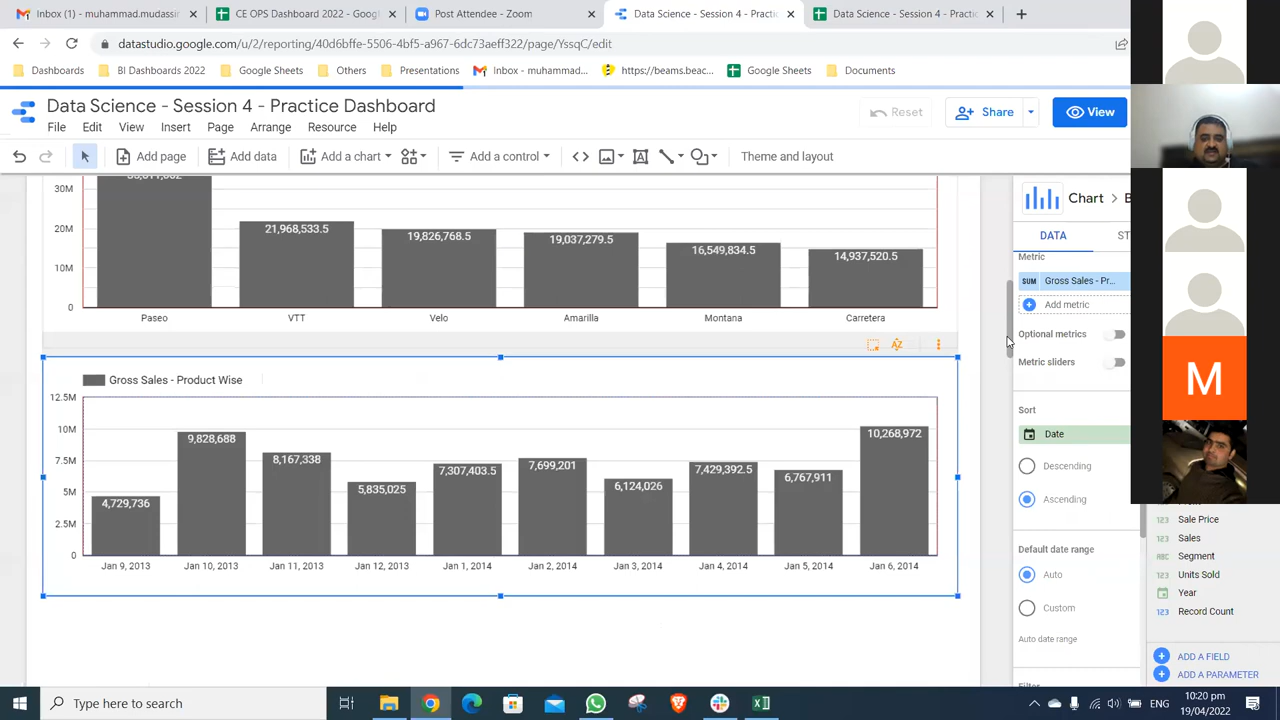 Inbox - muhammad.mudassir
CE OPS Dashboard 2022 - Googl
Post Attendee - Zoom
Data Science - Session 4 - Practic
Data Science - Session 4 - Practic
datastudio.google.com/u/2/reporting/40d6bffe-5506-4bf5-b967-6dc73aeff322/page/YssqC/edit
Dashboards
BI Dashboards 2022
Google Sheets
Others
Presentations
Inbox - muhammad...
https://beams.beac...
Google Sheets
Documents
Data Science - Session 4 - Practice Dashboard
Reset
Share
View
File Edit View Insert Page Arrange Resource Help
Add page
Add data
Add a chart
Add a control
Theme and layout
30M
20M
10M
0
21,968,533.5
19,826,768.5
19,037,279.5
16,549,834.5
14,937,520.5
Paseo VTT Velo Amarilla Montana Carretera
Gross Sales - Product Wise
12.5M
10M
7.5M
5M
2.5M
0
4,729,736
9,828,688
8,167,338
5,835,025
7,307,403.5
7,699,201
6,124,026
7,429,392.5
6,767,911
10,268,972
Jan 9, 2013 Jan 10, 2013 Jan 11, 2013 Jan 12, 2013 Jan 1, 2014 Jan 2, 2014 Jan 3, 2014 Jan 4, 2014 Jan 5, 2014 Jan 6, 2014
Chart > B
DATA
ST
Metric
SUM Gross Sales - Pr...
Add metric
Optional metrics
Metric sliders
Sort
Date
Descending
Ascending
Default date range
Auto
Custom
Auto date range
M
123 Sale Price
123 Sales
ABC Segment
123 Units Sold
Year
123 Record Count
ADD A FIELD
ADD A PARAMETER
Type here to search
ENG
10:20 pm
19/04/2022